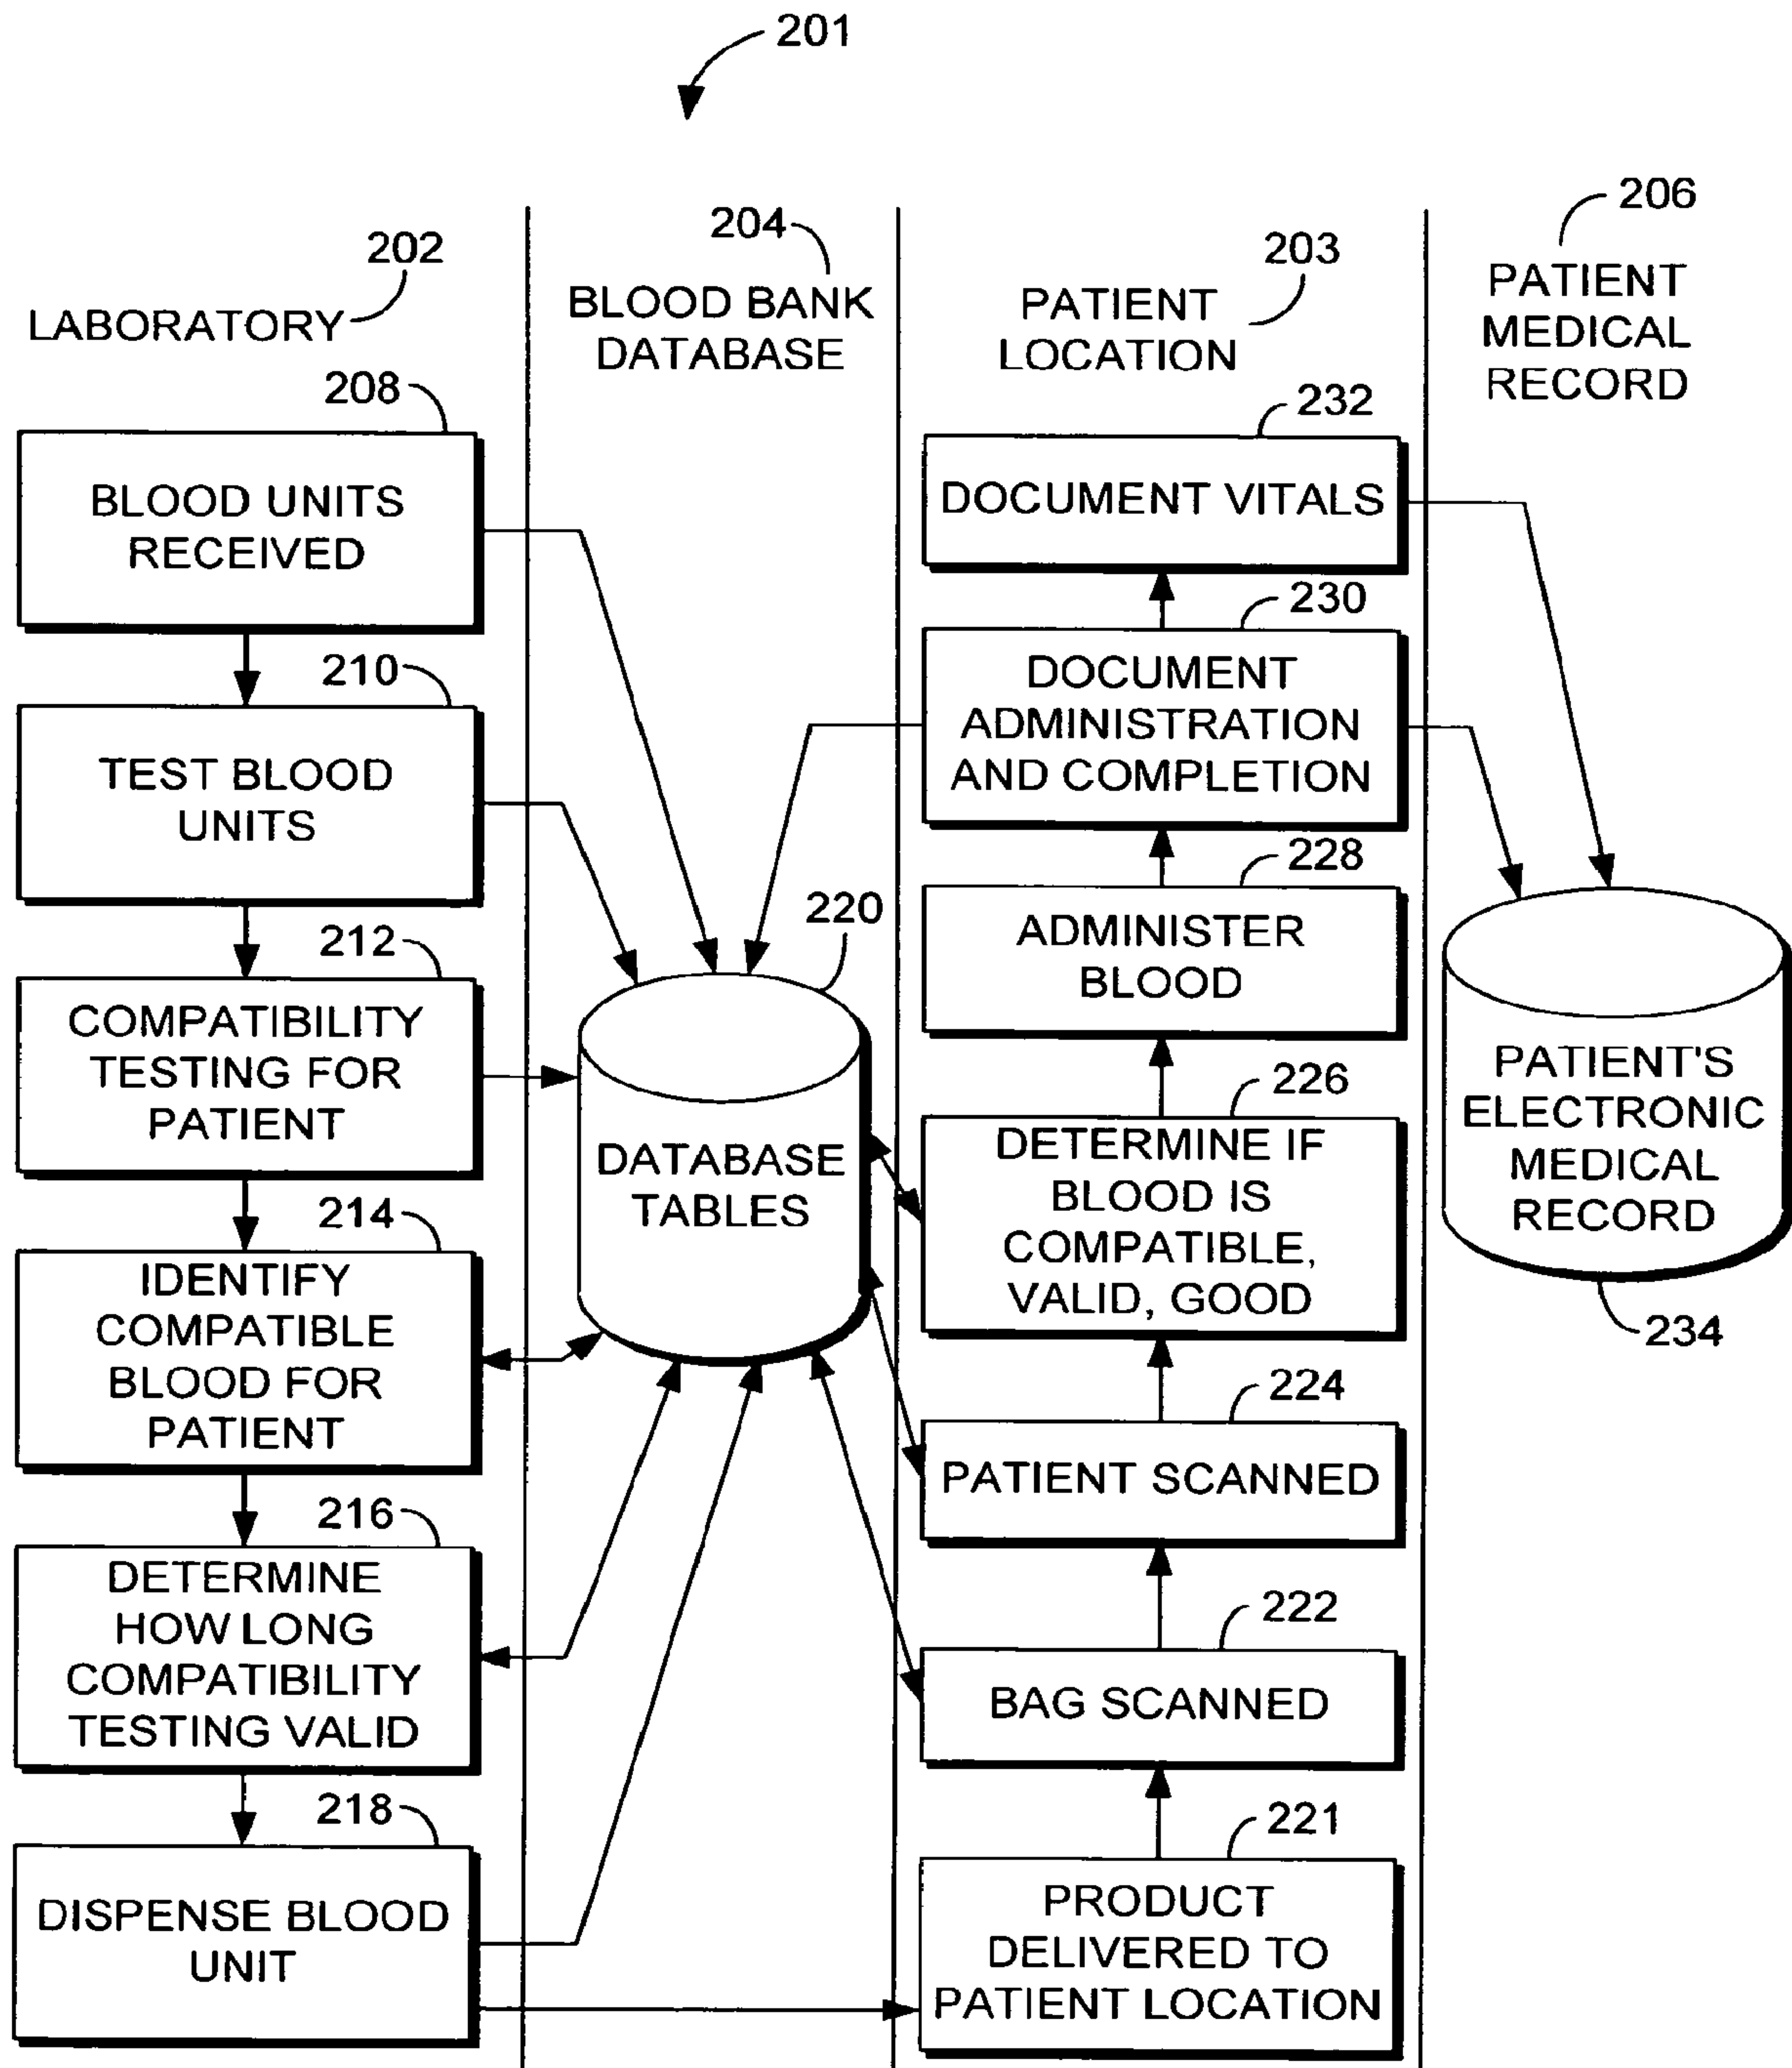 201
202
LABORATORY
204
BLOOD BANK
DATABASE
203
PATIENT
LOCATION
206
PATIENT
MEDICAL
RECORD
208
BLOOD UNITS
RECEIVED
210
TEST BLOOD
UNITS
212
COMPATIBILITY
TESTING FOR
PATIENT
214
IDENTIFY
COMPATIBLE
BLOOD FOR
PATIENT
216
DETERMINE
HOW LONG
COMPATIBILITY
TESTING VALID
218
DISPENSE BLOOD
UNIT
220
DATABASE
TABLES
232
DOCUMENT VITALS
230
DOCUMENT
ADMINISTRATION
AND COMPLETION
228
ADMINISTER
BLOOD
226
DETERMINE IF
BLOOD IS
COMPATIBLE,
VALID, GOOD
224
PATIENT SCANNED
222
BAG SCANNED
221
PRODUCT
DELIVERED TO
PATIENT LOCATION
PATIENT'S
ELECTRONIC
MEDICAL
RECORD
234